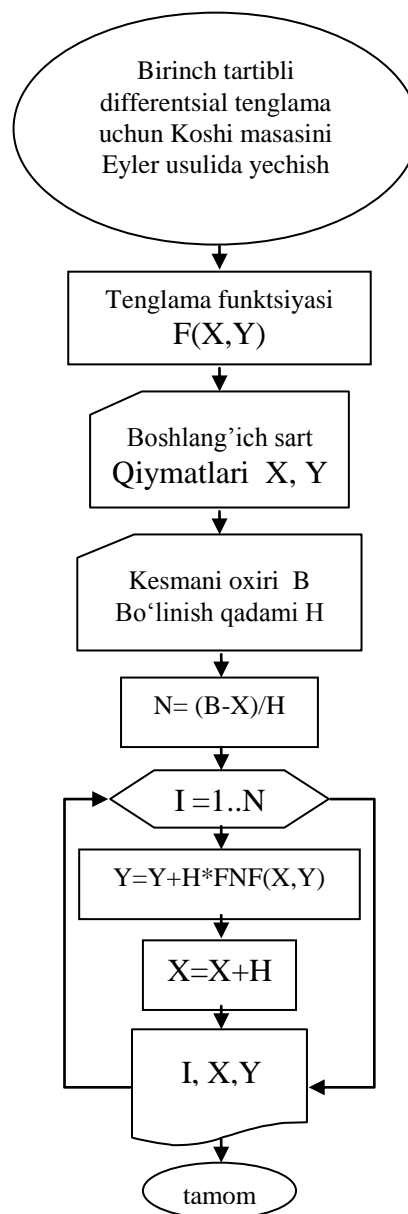 Birinch tartibli
differentsial tenglama
uchun Koshi masasini
Eyler usulida yechish
Tenglama funktsiyasi
F(X,Y)
Boshlang’ich sart
Qiymatlari X, Y
Kesmani oxiri B
Bo‘linish qadami H
N= (B-X)/H
I =1..N
Y=Y+H*FNF(X,Y)
X=X+H
I, X,Y
tamom